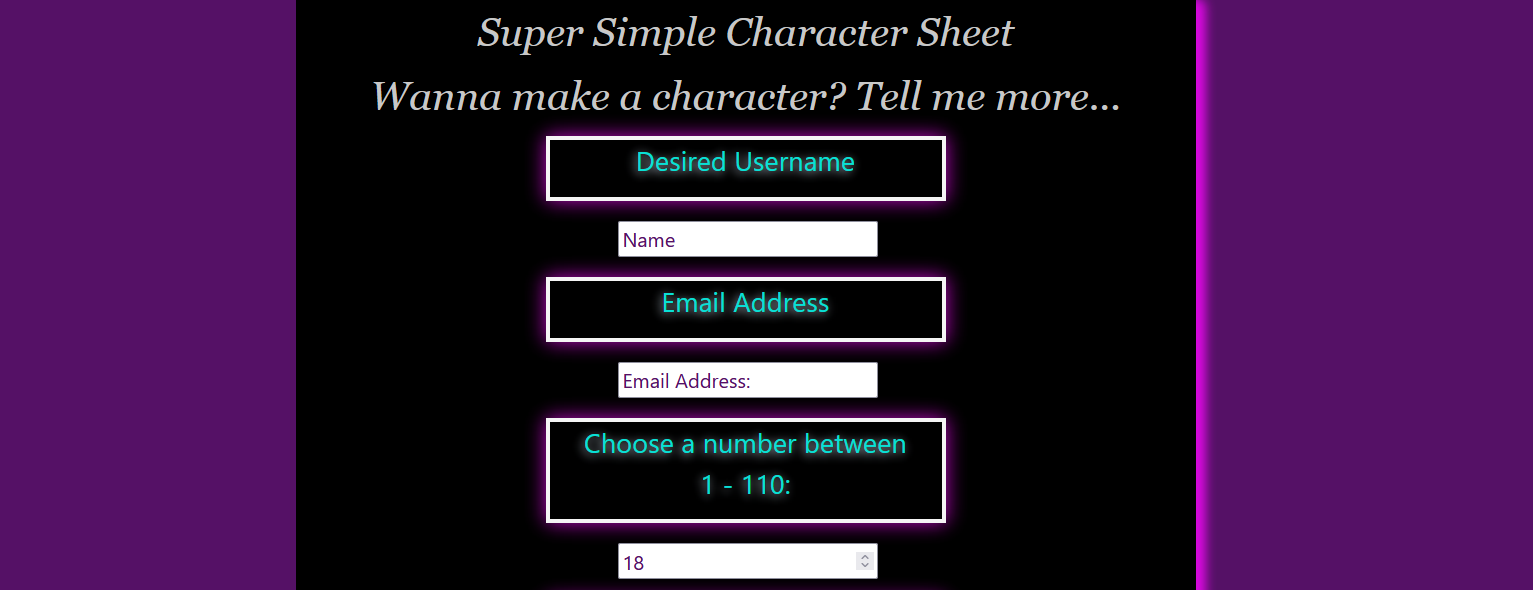 Super Simple Character Sheet
Wanna make a character? Tell me more...
Desired Username
Name
Email Address
Email Address:
Choose a number between
1 - 110:
18